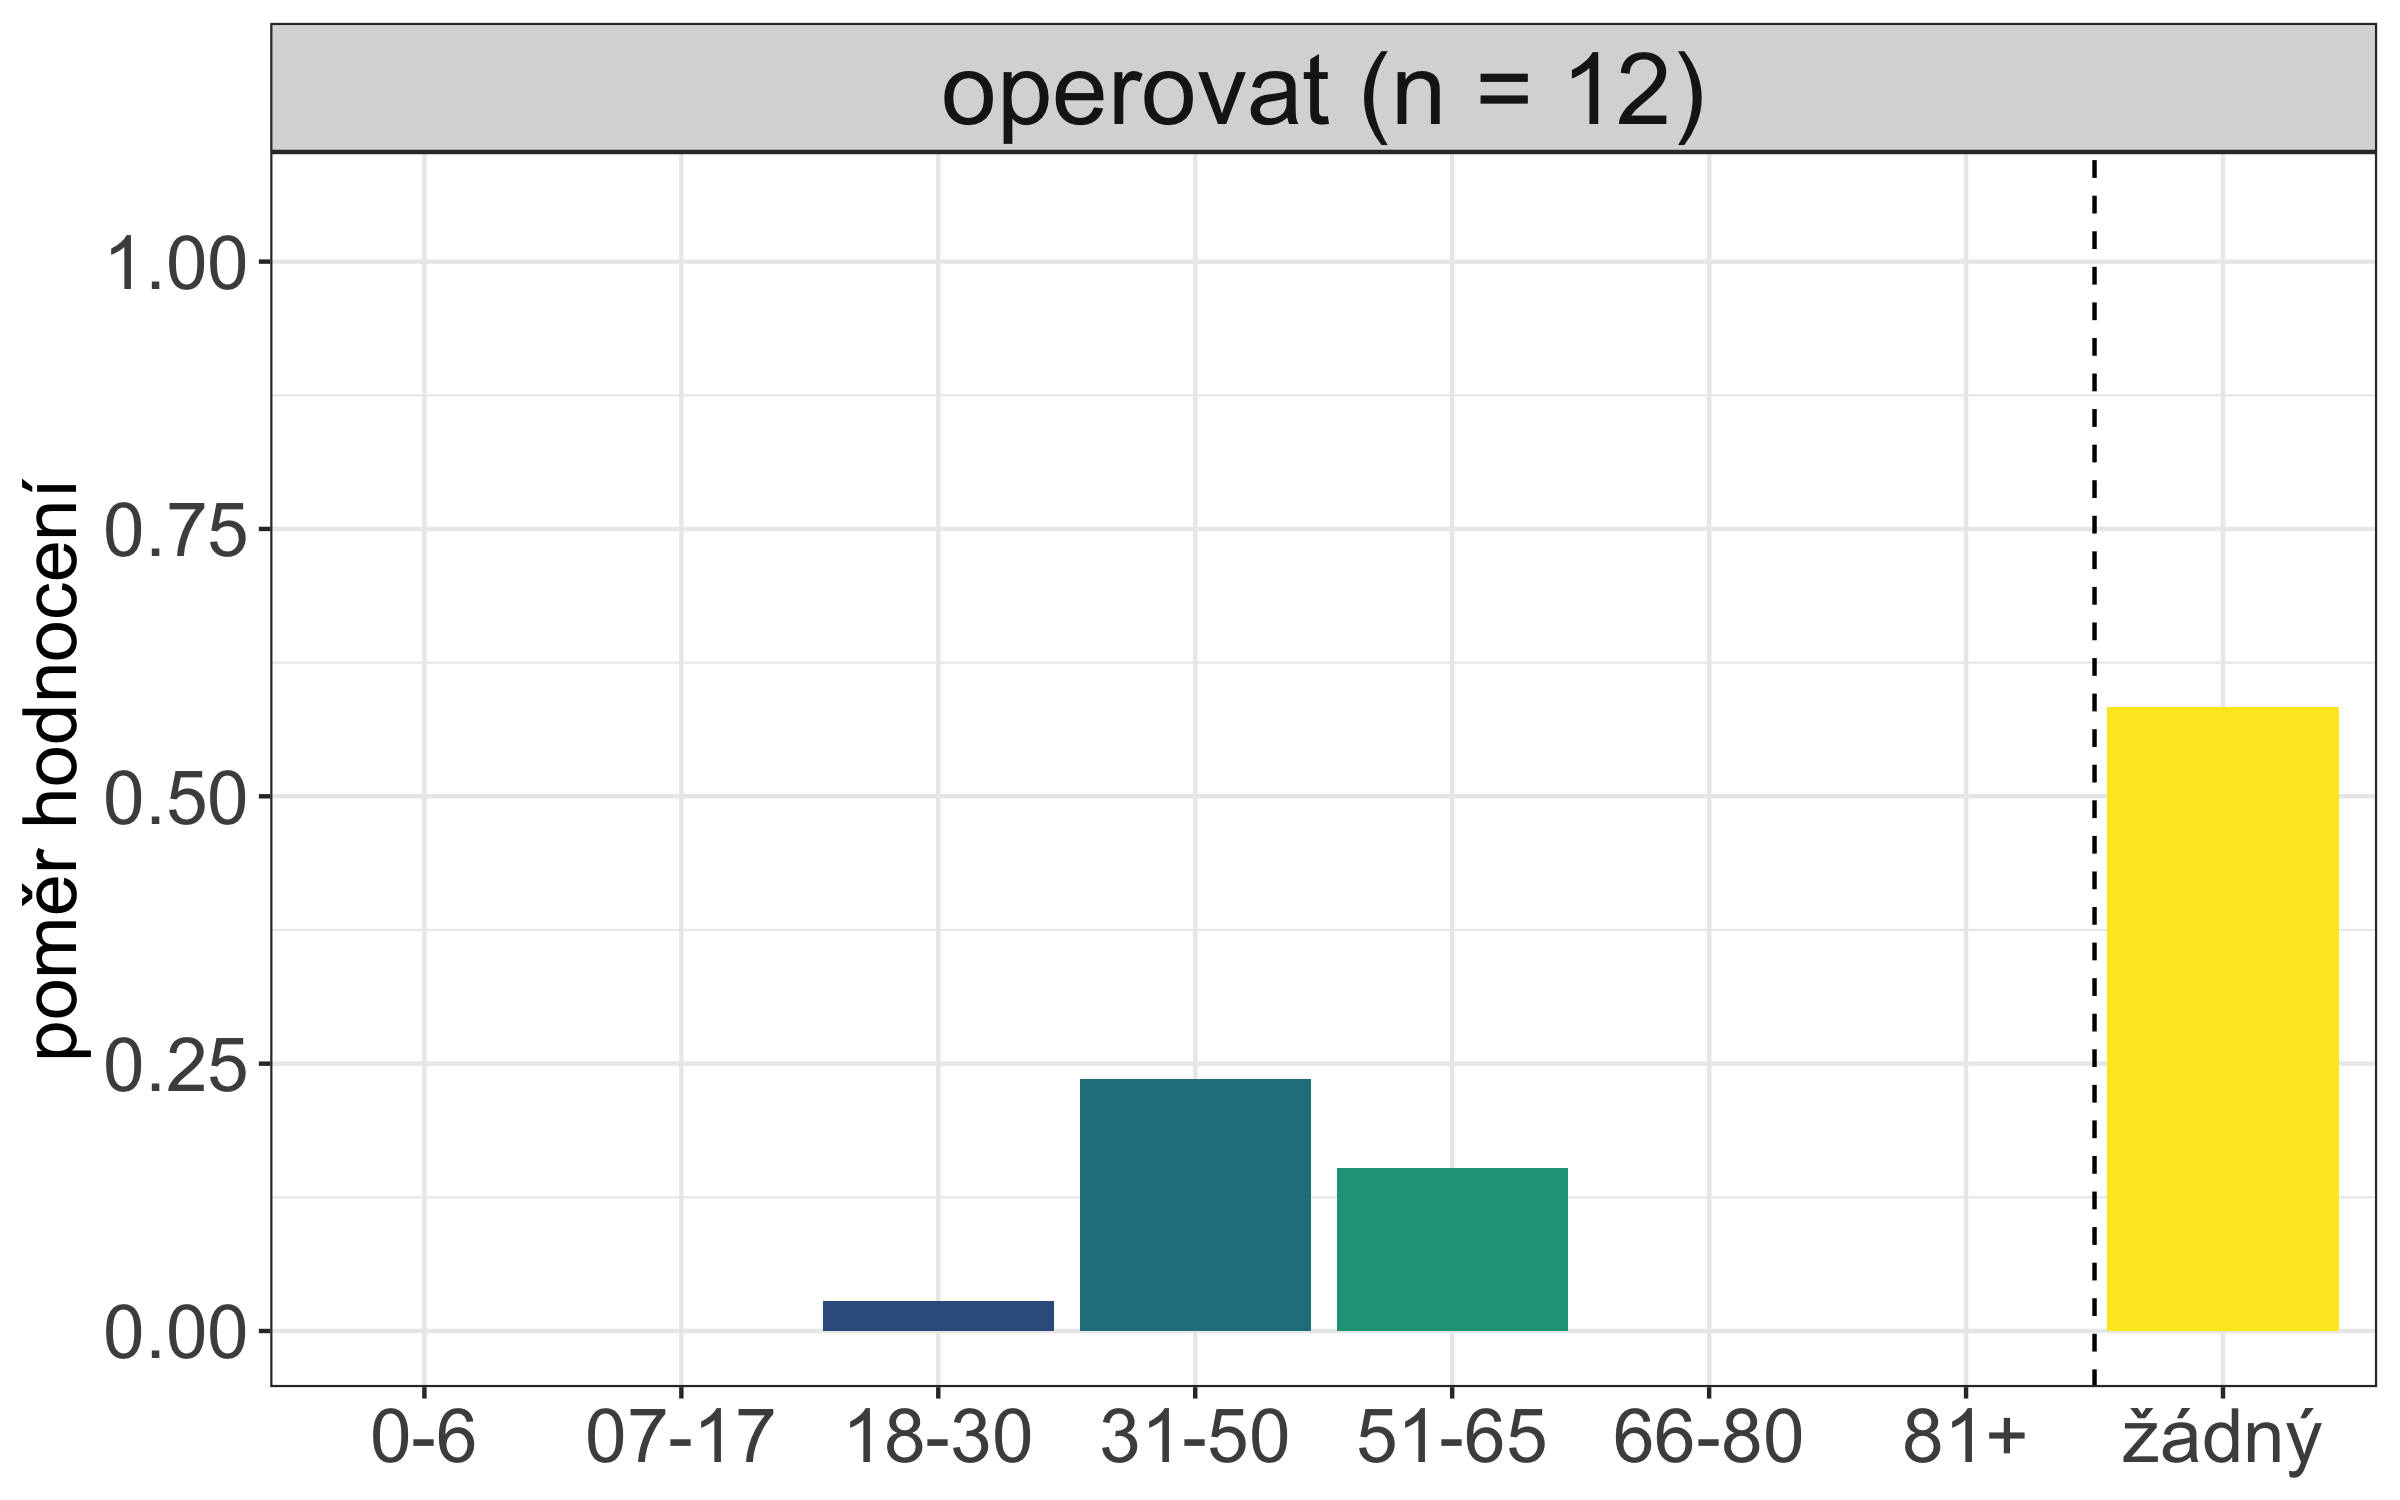 operovat (n = 12)
poměr hodnocení
1.00
0.75
0.50
0.25
0.00
0-6 07-17 18-30 31-50 51-65 66-80 81+ žádný